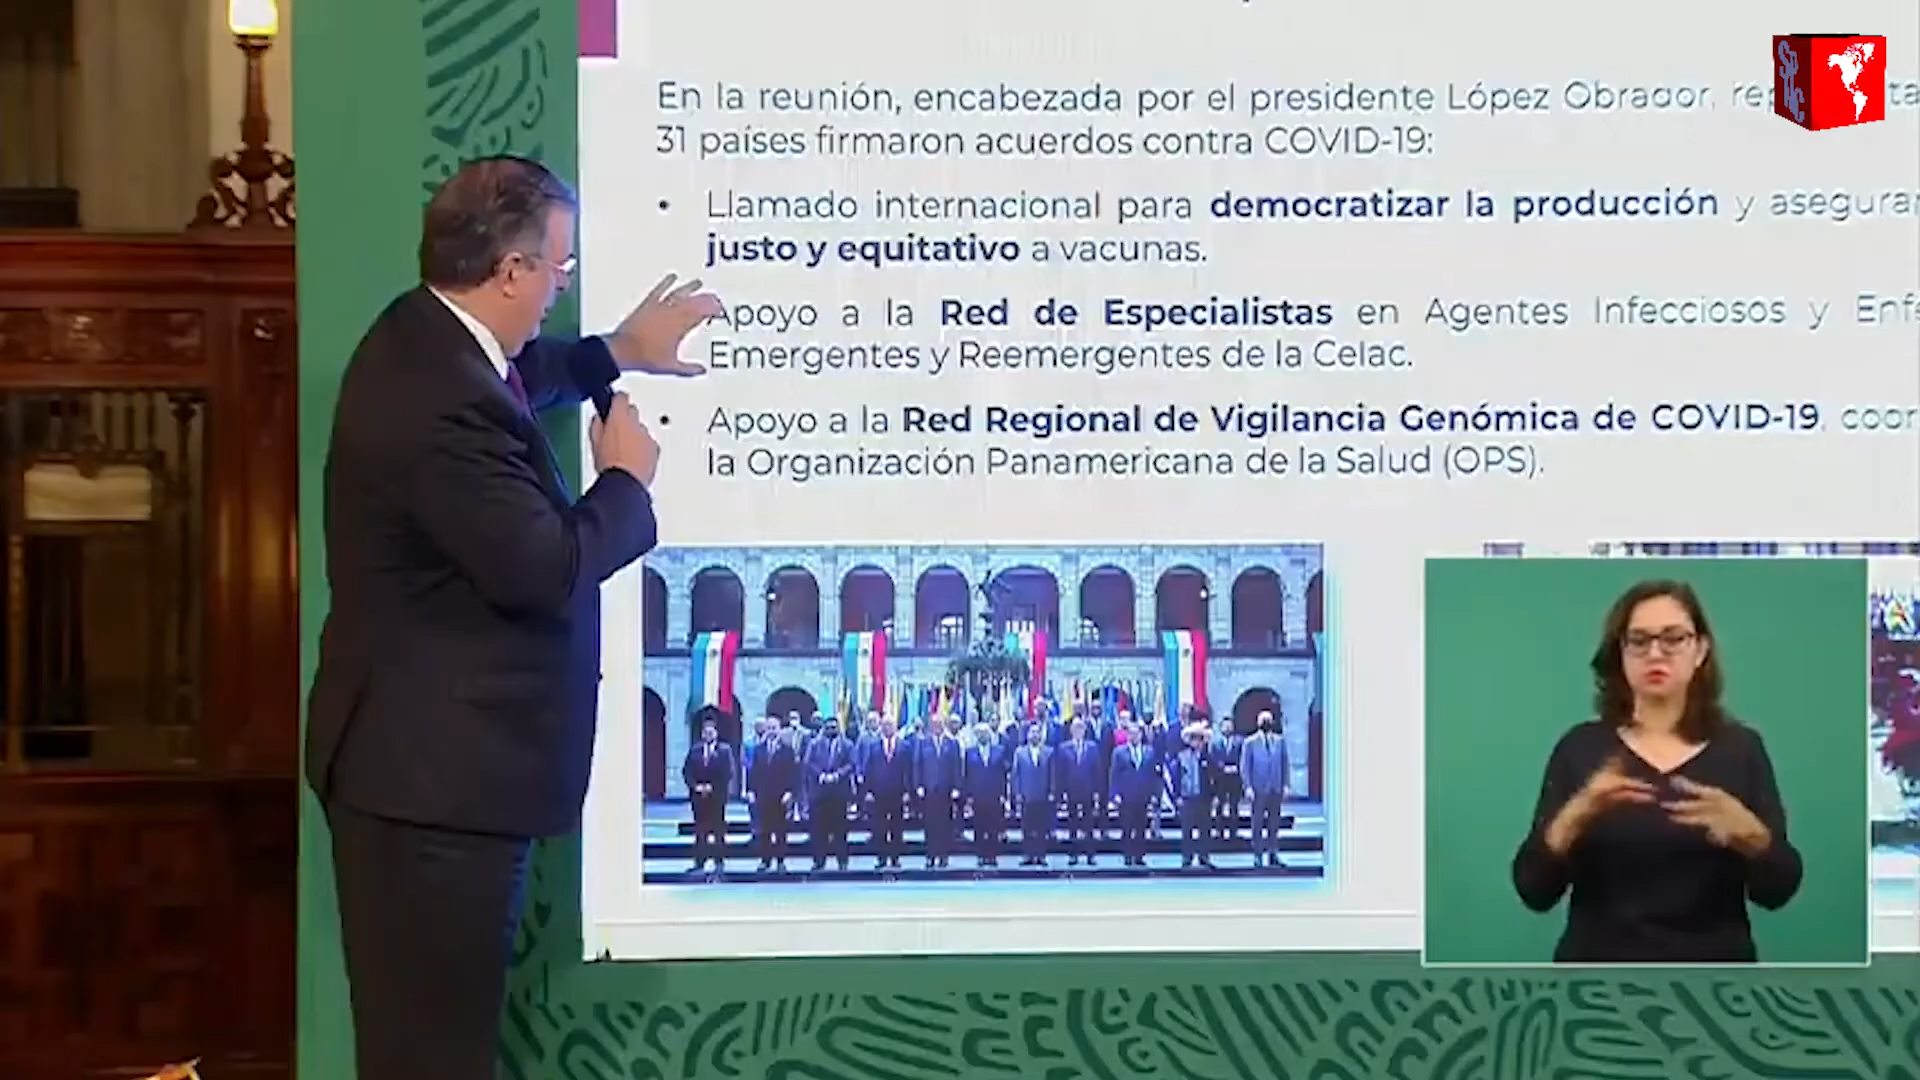 En la reunión, encabezada por el presidente López Obrador,
31 países firmaron acuerdos contra COVID-19:
• Llamado internacional para democratizar la producción y
justo y equitativo a vacunas.
Apoyo a la Red de Especialistas en Agentes Infecciosos y
Emergentes y Reemergentes de la Celac.
• Apoyo a la Red Regional de Vigilancia Genómica de COVID-19,
la Organización Panamericana de la Salud (OPS).